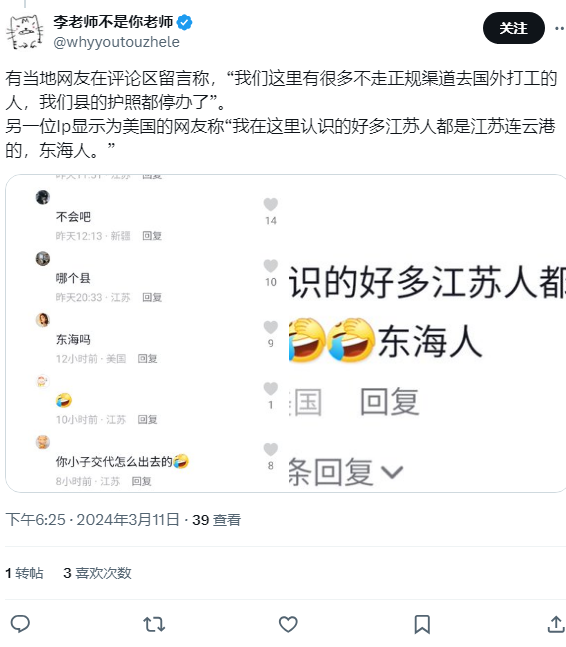 李老师不是你老师
@whyyoutouzhele
关注
有当地网友在评论区留言称，“我们这里有很多不走正规渠道去国外打工的
人，我们县的护照都停办了”。
另一位Ip显示为美国的网友称“我在这里认识的好多江苏人都是江苏连云港
的，东海人。”
昨天11:51 · 江苏 回复
不会吧
昨天12:13 · 新疆 回复
14
哪个县
昨天20:33 · 江苏 回复
10
东海吗
12小时前 · 美国 回复
9
10小时前 · 江苏 回复
1
你小子交代怎么出去的
8小时前 · 江苏 回复
8
识的好多江苏人都
东海人
国 回复
条回复
下午6:25 · 2024年3月11日 · 39 查看
1 转帖 3 喜欢次数